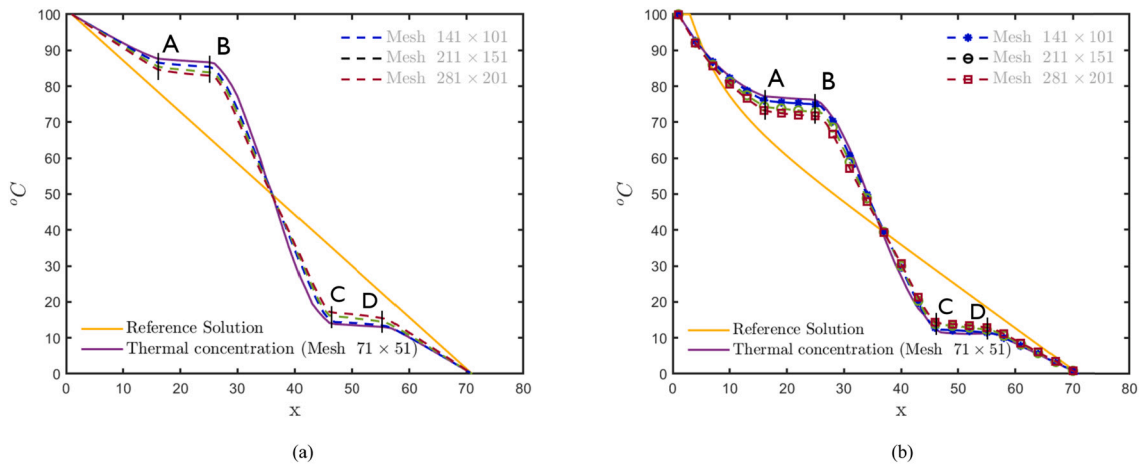 100
90
80
70
60
50
40
30
20
10
0
°C
A B
C D
Mesh 141 × 101
Mesh 211 × 151
Mesh 281 × 201
Reference Solution
Thermal concentration (Mesh 71 × 51)
0 10 20 30 40 50 60 70 80
x
(a)
100
90
80
70
60
50
40
30
20
10
0
°C
A B
C D
Mesh 141 × 101
Mesh 211 × 151
Mesh 281 × 201
Reference Solution
Thermal concentration (Mesh 71 × 51)
0 10 20 30 40 50 60 70 80
x
(b)